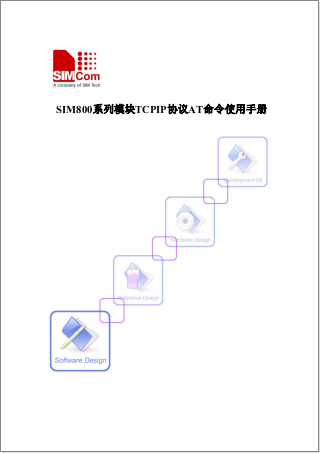 SIMCom
A company of SIM Tech
SIM800系列模块TCPIP协议AT命令使用手册
Development Kit
Hardware Design
Reference Design
Software Design